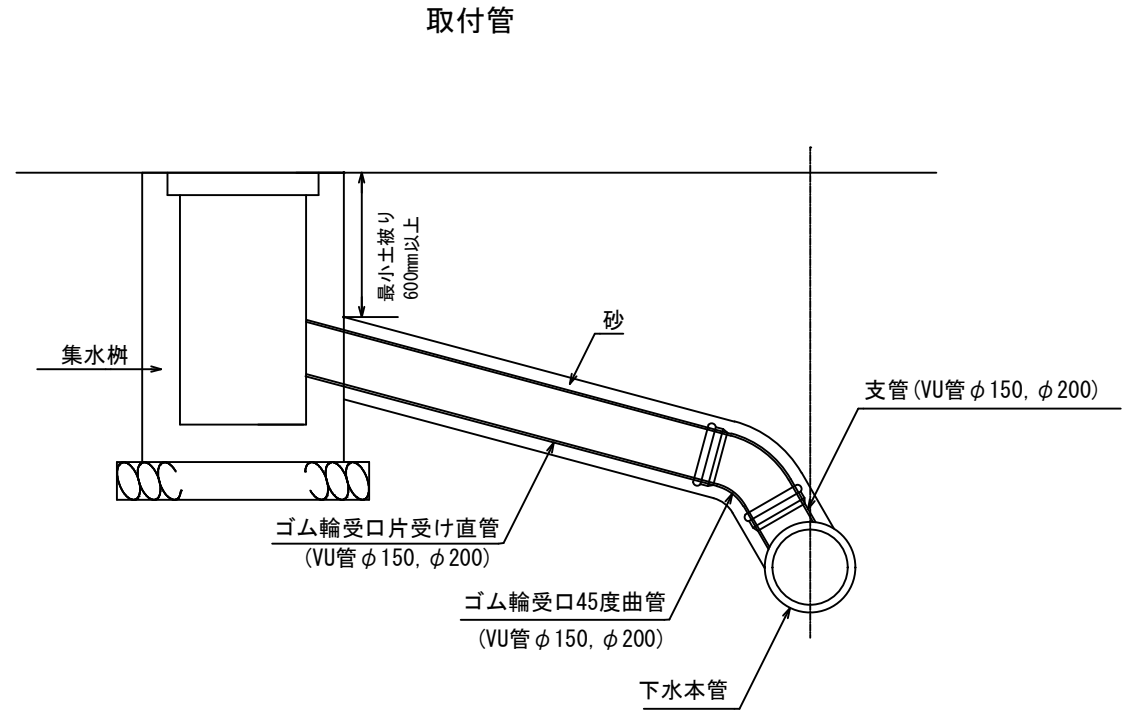 取付管
最小土被り
600mm以上
砂
集水桝
支管(VU管φ150,φ200)
ゴム輪受口片受け直管
(VU管φ150,φ200)
ゴム輪受口45度曲管
(VU管φ150,φ200)
下水本管